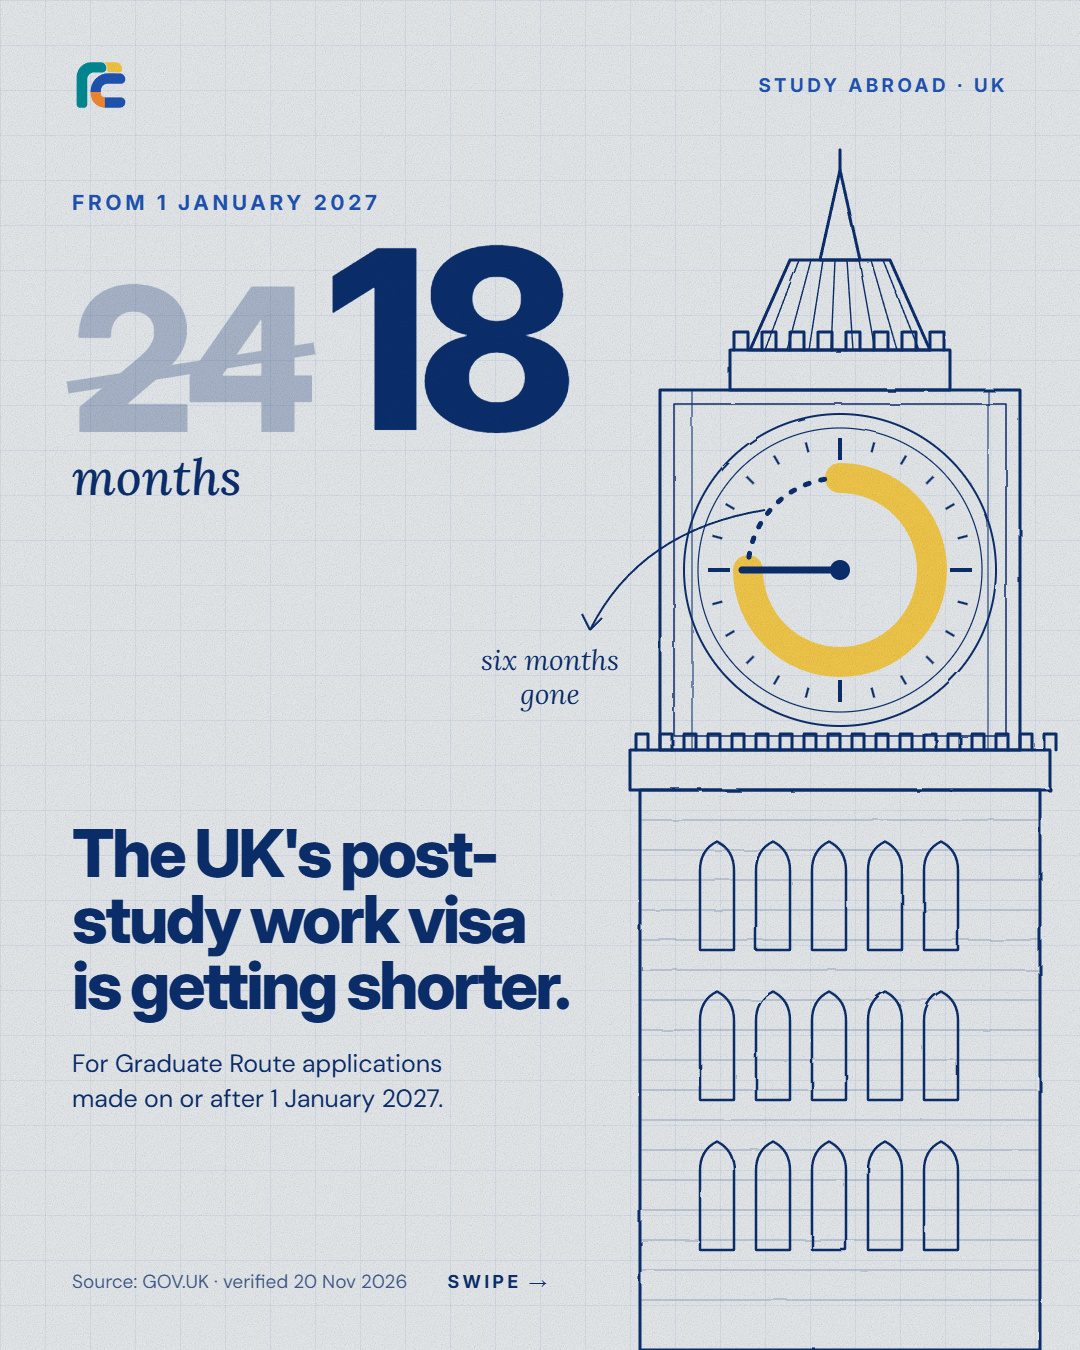 STUDY ABROAD · UK
FROM 1 JANUARY 2027
24 18
months
six months
gone
The UK's post-
study work visa
is getting shorter.
For Graduate Route applications
made on or after 1 January 2027.
Source: GOV.UK · verified 20 Nov 2026
SWIPE →